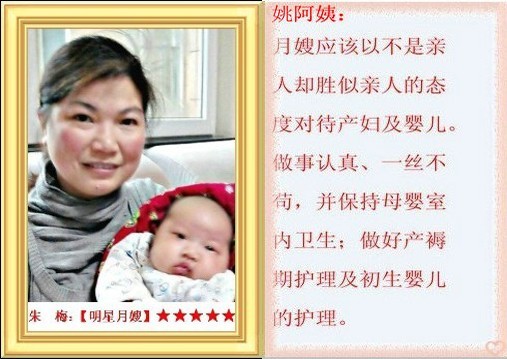 朱 梅:【明星月嫂】★★★★★
姚阿姨：
月嫂应该以不是亲
人却胜似亲人的态
度对待产妇及婴儿。
做事认真、一丝不
苟，并保持母婴室
内卫生；做好产褥
期护理及初生婴儿
的护理。